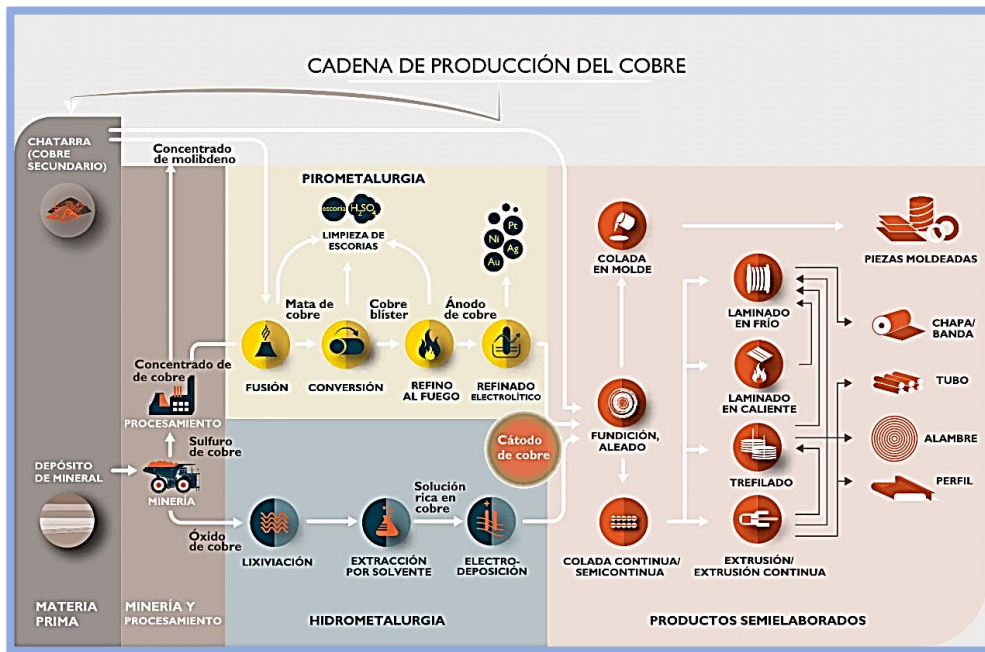 CADENA DE PRODUCCIÓN DEL COBRE
CHATARRA
(COBRE
SECUNDARIO)
Concentrado
de molibdeno
PIROMETALURGIA
escoria
H2SO4
LIMPIEZA DE
ESCORIAS
Pt
Ni
Ag
Au
Mata de
cobre
Cobre
blíster
Ánodo
de cobre
Concentrado de
de cobre
FUSIÓN
CONVERSIÓN
REFINO
AL FUEGO
REFINADO
ELECTROLÍTICO
PROCESAMIENTO
Sulfuro
de cobre
DEPÓSITO
DE MINERAL
MINERÍA
Óxido
de cobre
Solución
rica en
cobre
Cátodo
de cobre
LIXIVIACIÓN
EXTRACCIÓN
POR SOLVENTE
ELECTRO-
DEPOSICIÓN
COLADA
EN MOLDE
PIEZAS MOLDEADAS
LAMINADO
EN FRÍO
CHAPA/
BANDA
LAMINADO
EN CALIENTE
TUBO
FUNDICIÓN,
ALEADO
TREFILADO
ALAMBRE
PERFIL
COLADA CONTINUA/
SEMICONTINUA
EXTRUSIÓN/
EXTRUSIÓN CONTINUA
MATERIA
PRIMA
MINERÍA Y
PROCESAMIENTO
HIDROMETALURGIA
PRODUCTOS SEMIELABORADOS